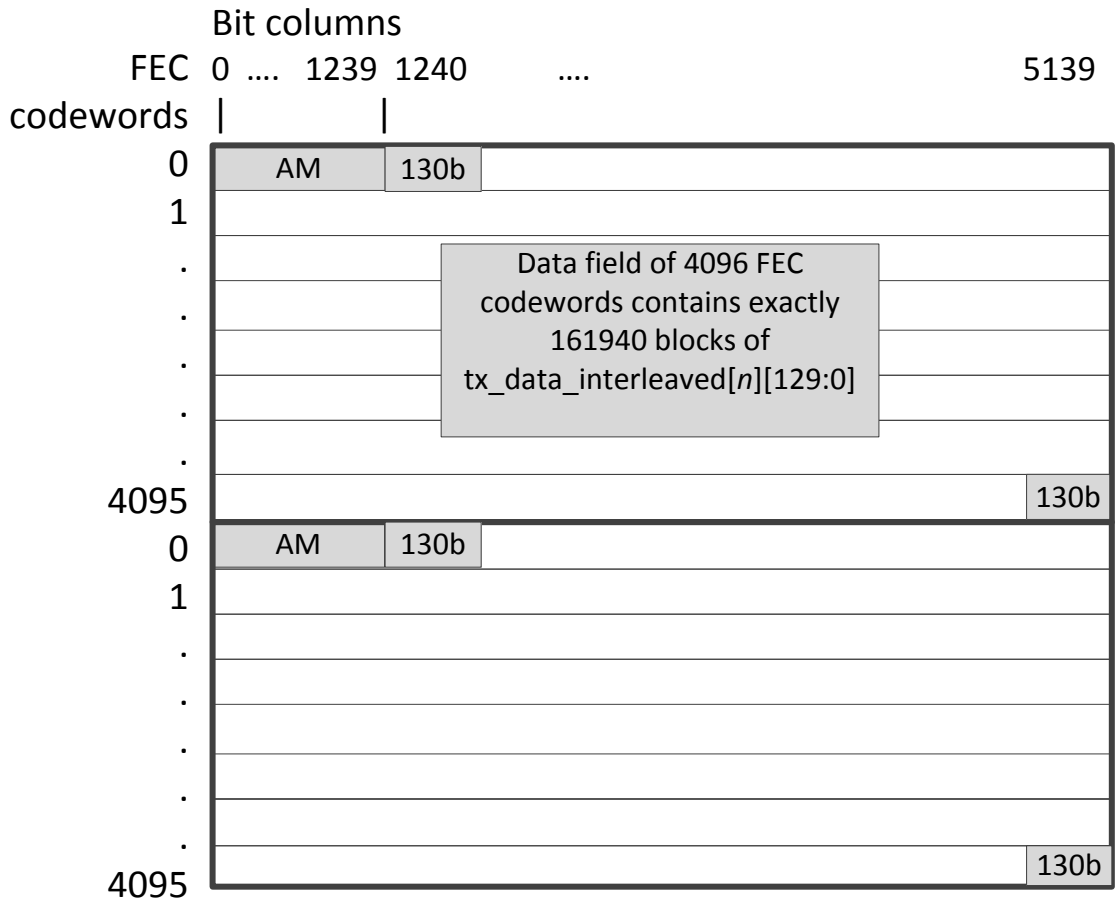 Bit columns
FEC 0 .... 1239 1240 .... 5139
codewords | |
0 AM 130b
1
.
.
.
.
.
4095 130b
Data field of 4096 FEC
codewords contains exactly
161940 blocks of
tx_data_interleaved[n][129:0]
0 AM 130b
1
.
.
.
.
.
4095 130b